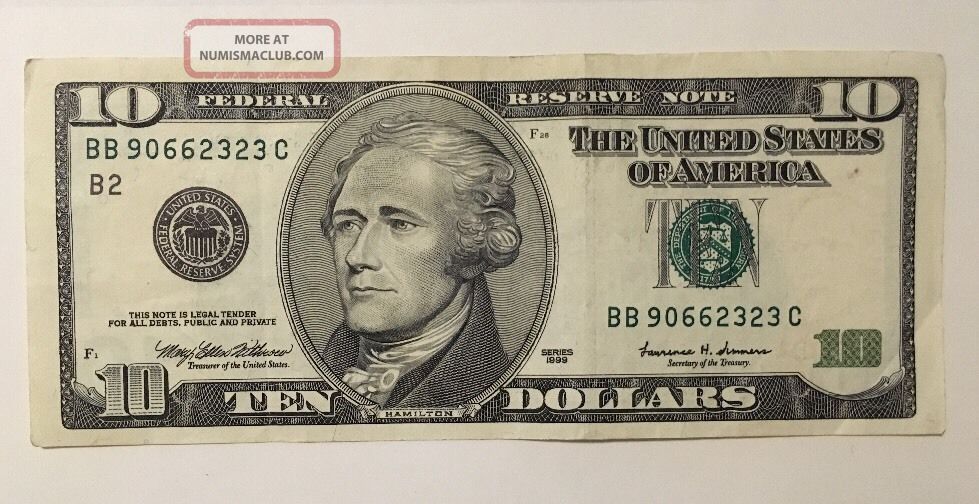 MORE AT
NUMISMACLUB.COM
10 FEDERAL RESERVE NOTE 10
BB 90662323 C
B2
F 28
THE UNITED STATES
OF AMERICA
UNITED STATES
FEDERAL RESERVE SYSTEM
TEN
THE DEPARTMENT OF THE
1789
THIS NOTE IS LEGAL TENDER
FOR ALL DEBTS, PUBLIC AND PRIVATE
BB 90662323 C
F 1
Mary Ellen Withrow
Treasurer of the United States.
SERIES
1999
Lawrence H. Summers
Secretary of the Treasury.
10
10 TEN HAMILTON DOLLARS